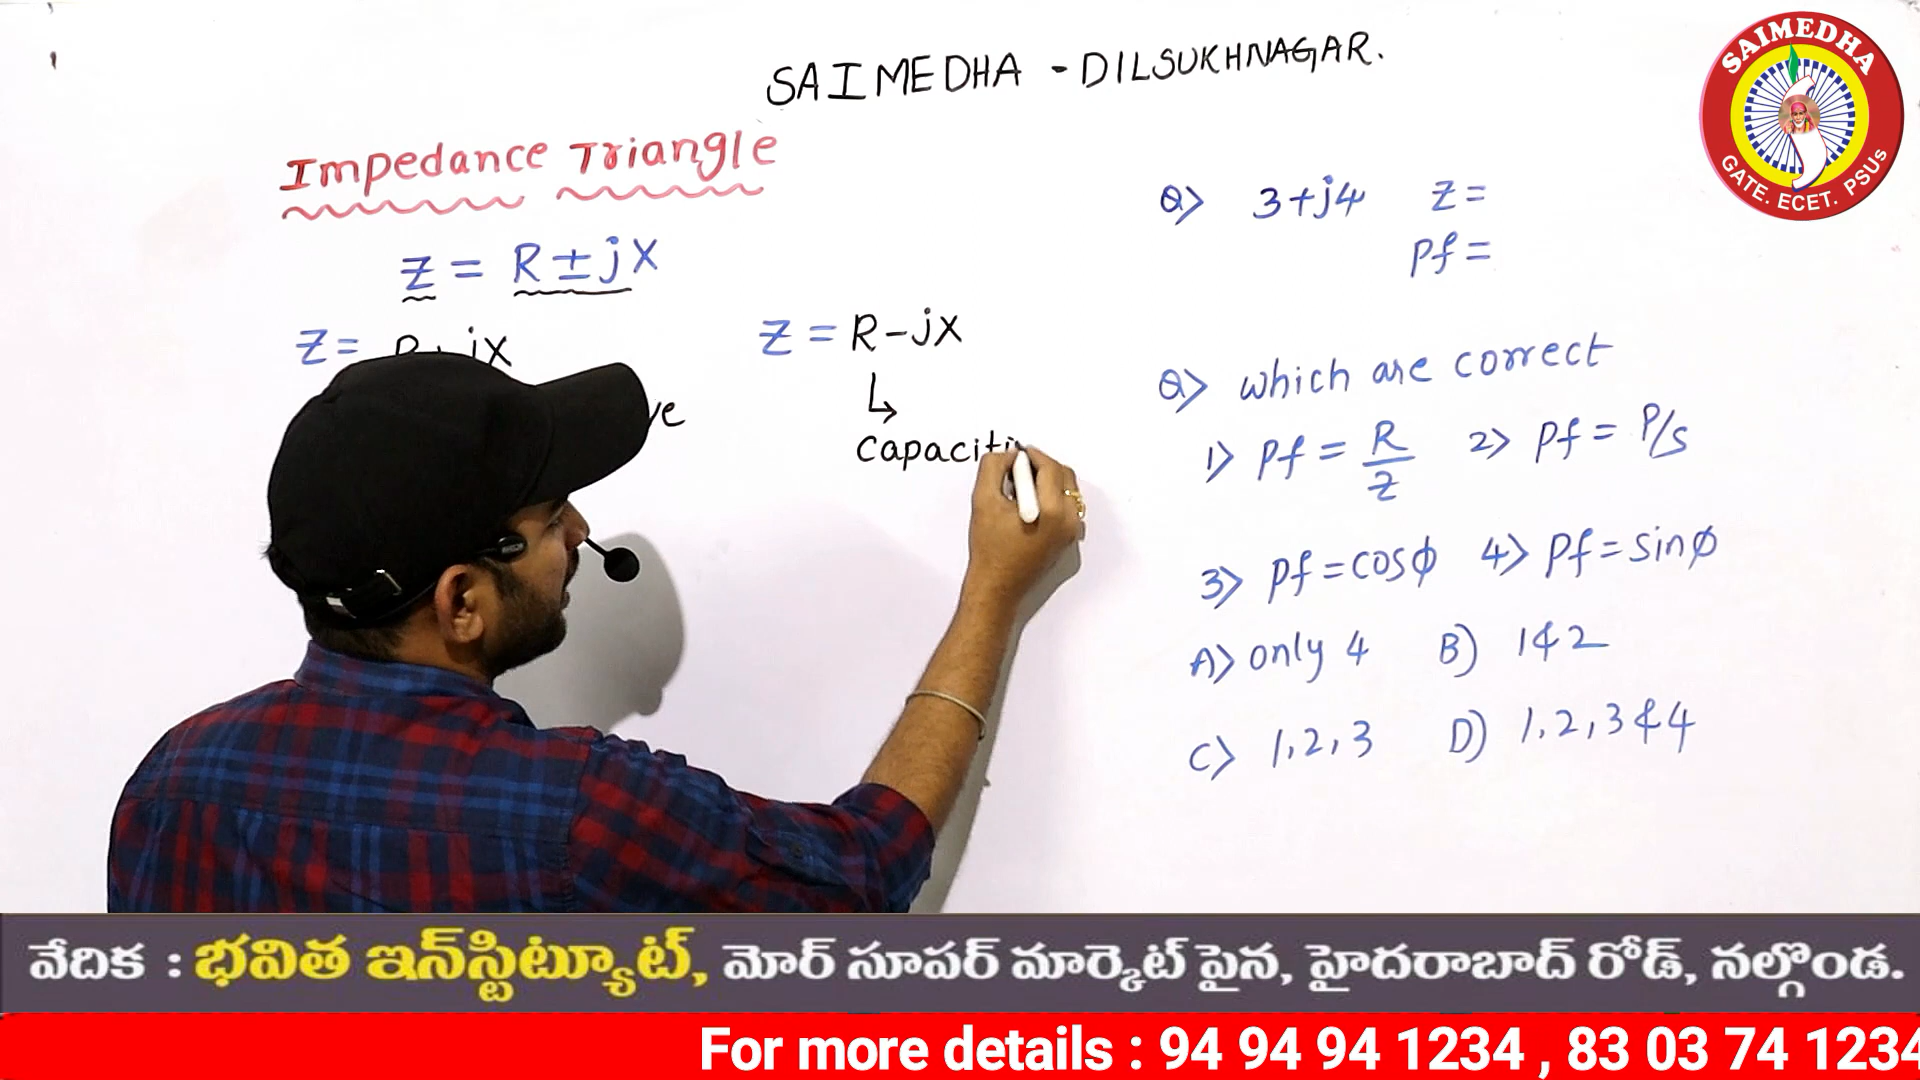 SAIMEDHA - DILSUKHNAGAR.
SAIMEDHA
GATE. ECET. PSUs
Impedance Triangle
Z = R ± jX
Z = R + jX
Z = R - jX
↳
capaciti
Q> 3+j4 Z =
Pf =
Q> which are correct
1> Pf = R/Z 2> Pf = P/S
3> Pf = cosϕ 4> Pf = sinϕ
A> only 4 B) 1 & 2
C> 1, 2, 3 D) 1, 2, 3 & 4
వేదిక : భవిత ఇన్‌స్టిట్యూట్, మోర్ సూపర్ మార్కెట్ పైన, హైదరాబాద్ రోడ్, నల్గొండ.
For more details : 94 94 94 1234 , 83 03 74 1234